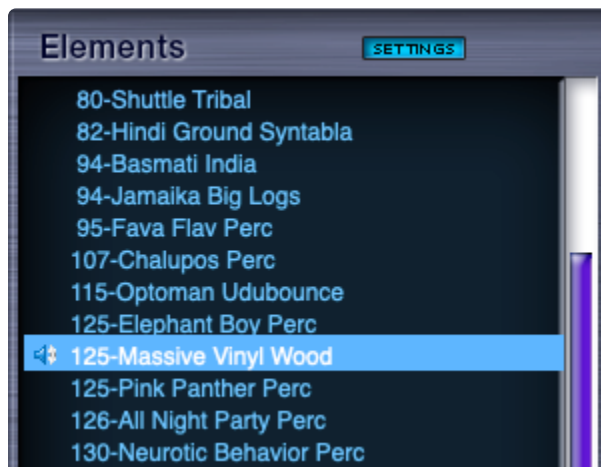 Elements
SETTINGS
80-Shuttle Tribal
82-Hindi Ground Syntabla
94-Basmati India
94-Jamaika Big Logs
95-Fava Flav Perc
107-Chalupos Perc
115-Optoman Udubounce
125-Elephant Boy Perc
125-Massive Vinyl Wood
125-Pink Panther Perc
126-All Night Party Perc
130-Neurotic Behavior Perc